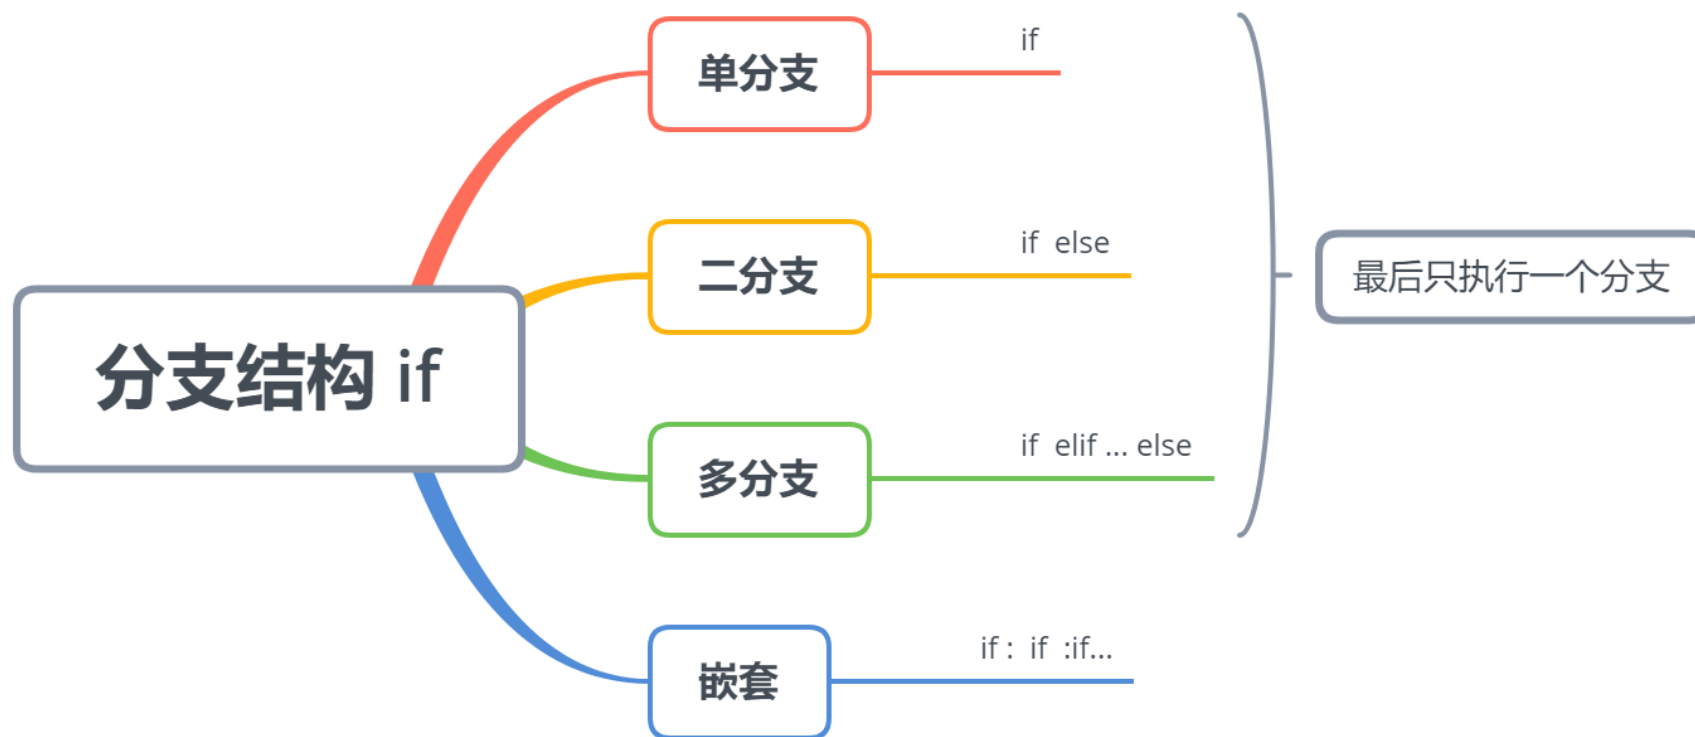 分支结构 if
单分支
if
二分支
if else
多分支
if elif ... else
最后只执行一个分支
嵌套
if : if :if...